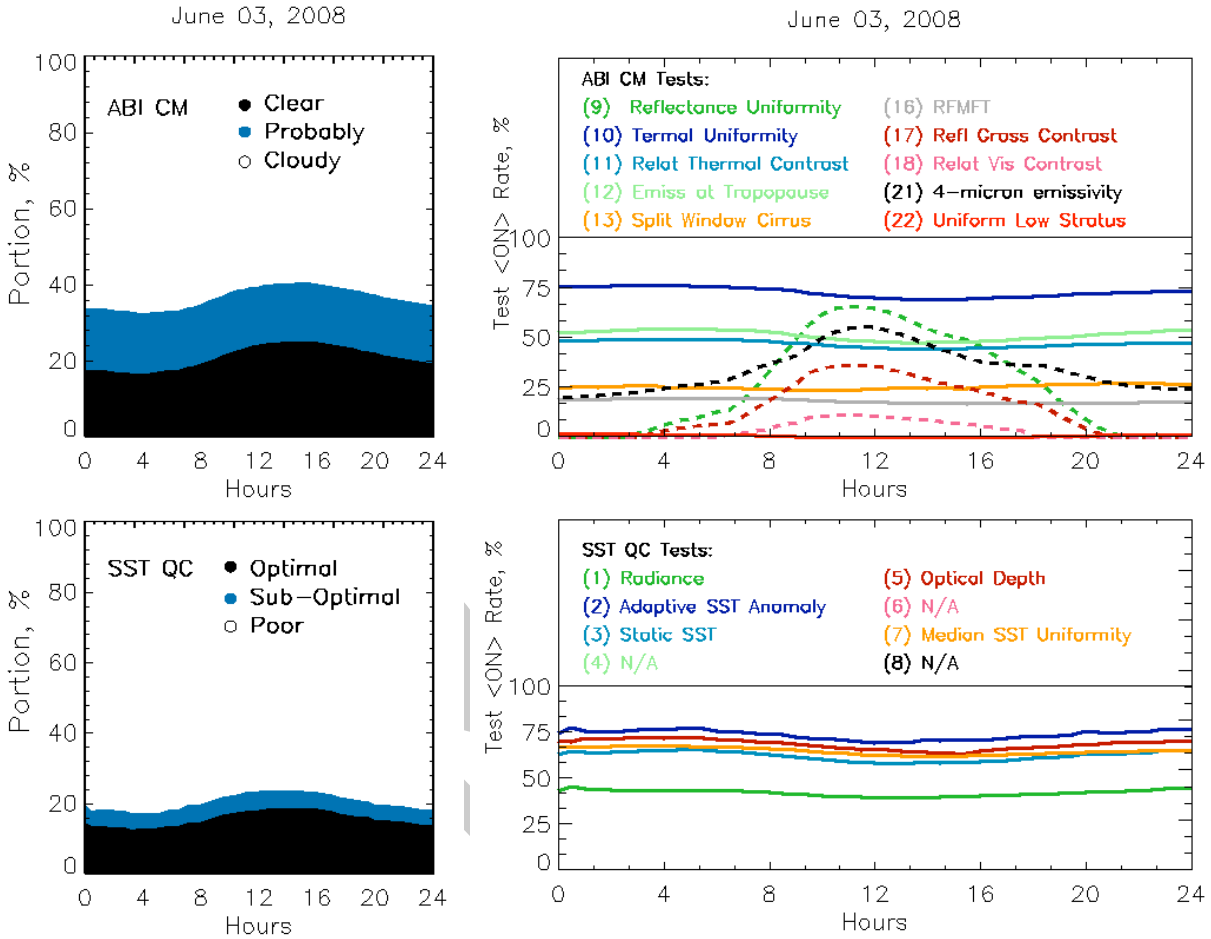 June 03, 2008
June 03, 2008
ABI CM
Clear
Probably
Cloudy
Portion, %
100
80
60
40
20
0
0 4 8 12 16 20 24
Hours
ABI CM Tests:
(9) Reflectance Uniformity
(10) Termal Uniformity
(11) Relat Thermal Contrast
(12) Emiss at Tropopause
(13) Split Window Cirrus
(16) RFMFT
(17) Refl Gross Contrast
(18) Relat Vis Contrast
(21) 4-micron emissivity
(22) Uniform Low Stratus
Test <ON> Rate, %
100
75
50
25
0
0 4 8 12 16 20 24
Hours
SST QC
Optimal
Sub-Optimal
Poor
Portion, %
100
80
60
40
20
0
0 4 8 12 16 20 24
Hours
SST QC Tests:
(1) Radiance
(2) Adaptive SST Anomaly
(3) Static SST
(4) N/A
(5) Optical Depth
(6) N/A
(7) Median SST Uniformity
(8) N/A
Test <ON> Rate, %
100
75
50
25
0
0 4 8 12 16 20 24
Hours